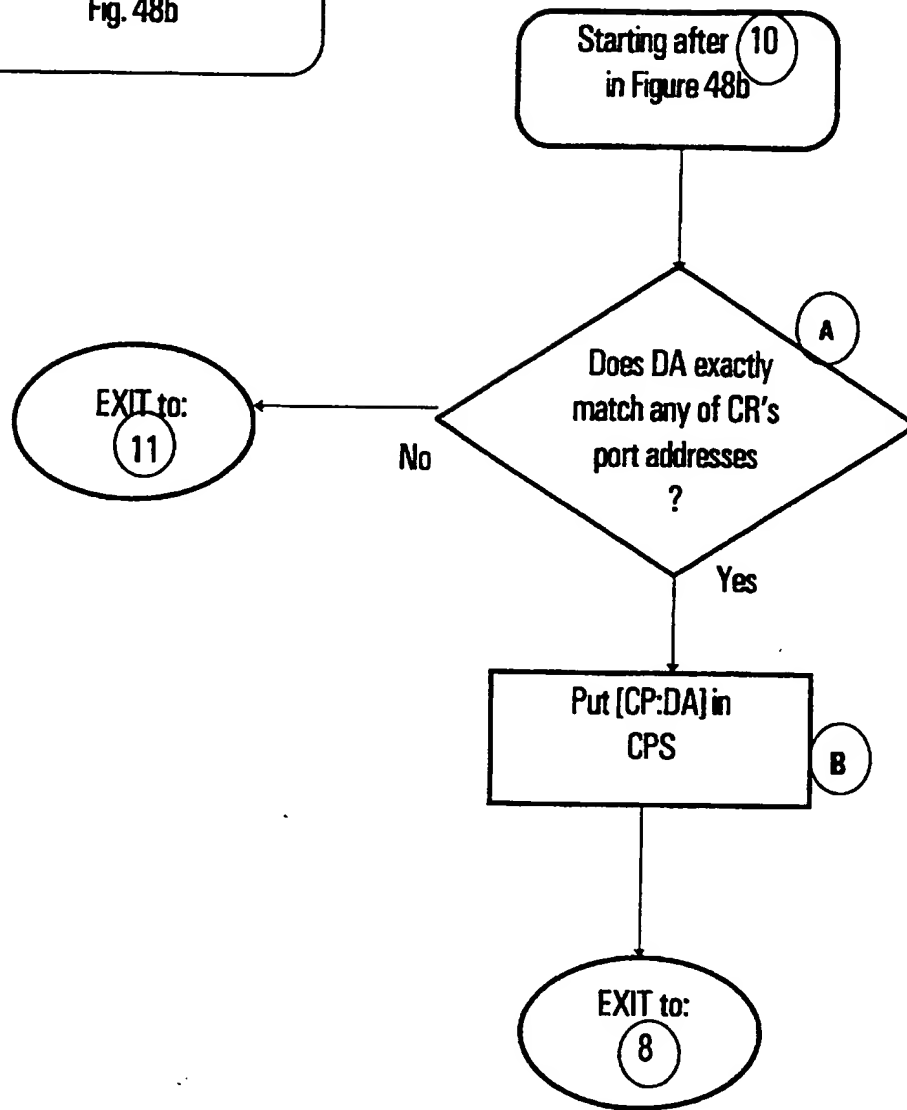 Fig. 48b
Starting after 10
in Figure 48b
A
Does DA exactly
match any of CR's
port addresses
?
EXIT to:
11
No
Yes
Put [CP:DA] in
CPS
B
EXIT to:
8